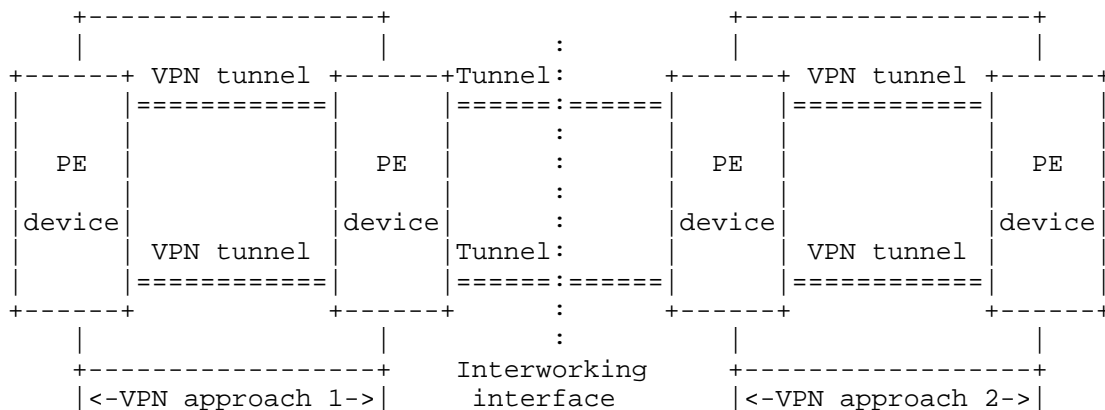 VPN tunnel Tunnel VPN tunnel
PE PE PE PE
device device device device
VPN tunnel Tunnel VPN tunnel
Interworking
<-VPN approach 1-> interface <-VPN approach 2->